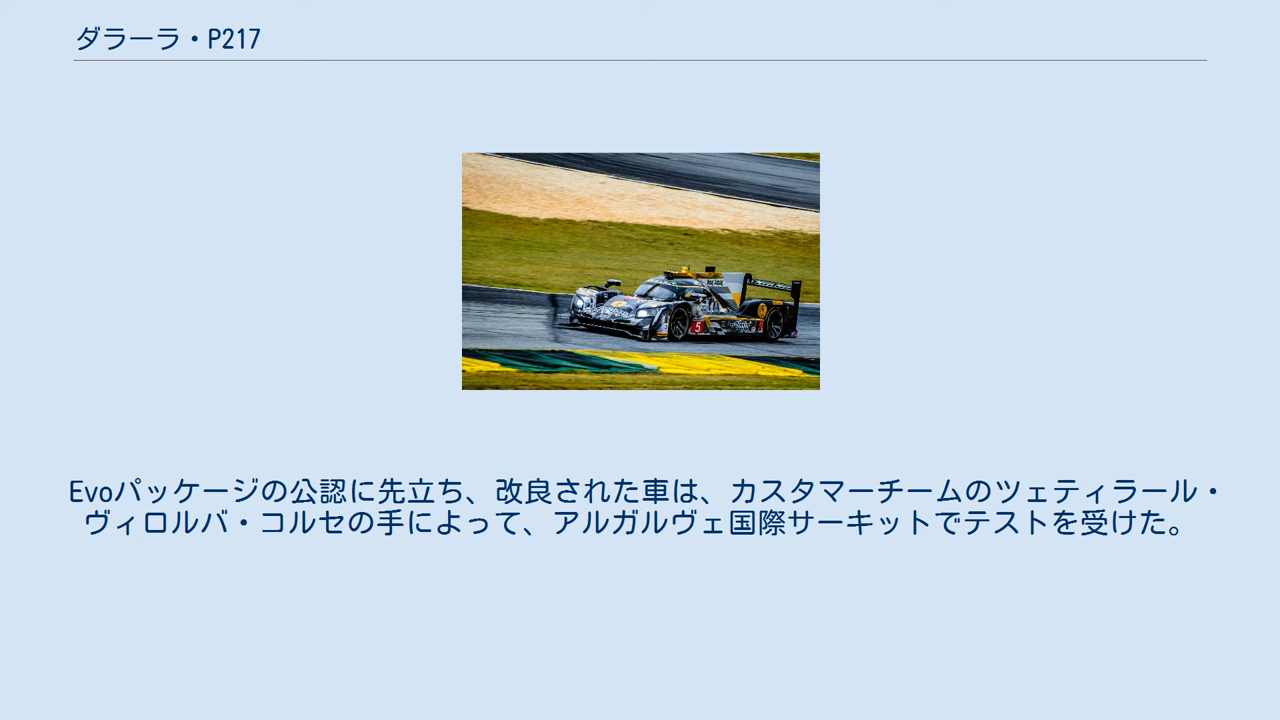 ダラーラ・P217
5
Evoパッケージの公認に先立ち、改良された車は、カスタマーチームのツェティラール・
ヴィロルバ・コルセの手によって、アルガルヴェ国際サーキットでテストを受けた。